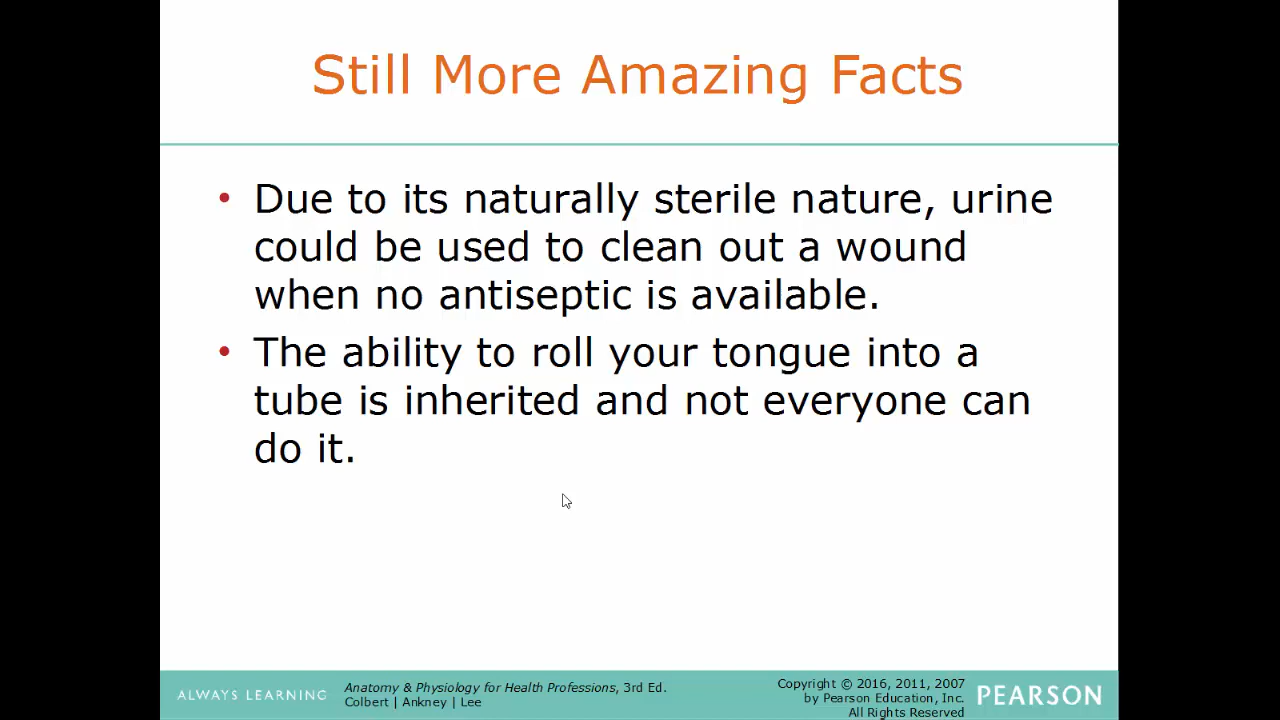 Still More Amazing Facts
• Due to its naturally sterile nature, urine
could be used to clean out a wound
when no antiseptic is available.
• The ability to roll your tongue into a
tube is inherited and not everyone can
do it.
ALWAYS LEARNING
Anatomy & Physiology for Health Professions, 3rd Ed.
Colbert | Ankney | Lee
Copyright © 2016, 2011, 2007
by Pearson Education, Inc.
All Rights Reserved
PEARSON